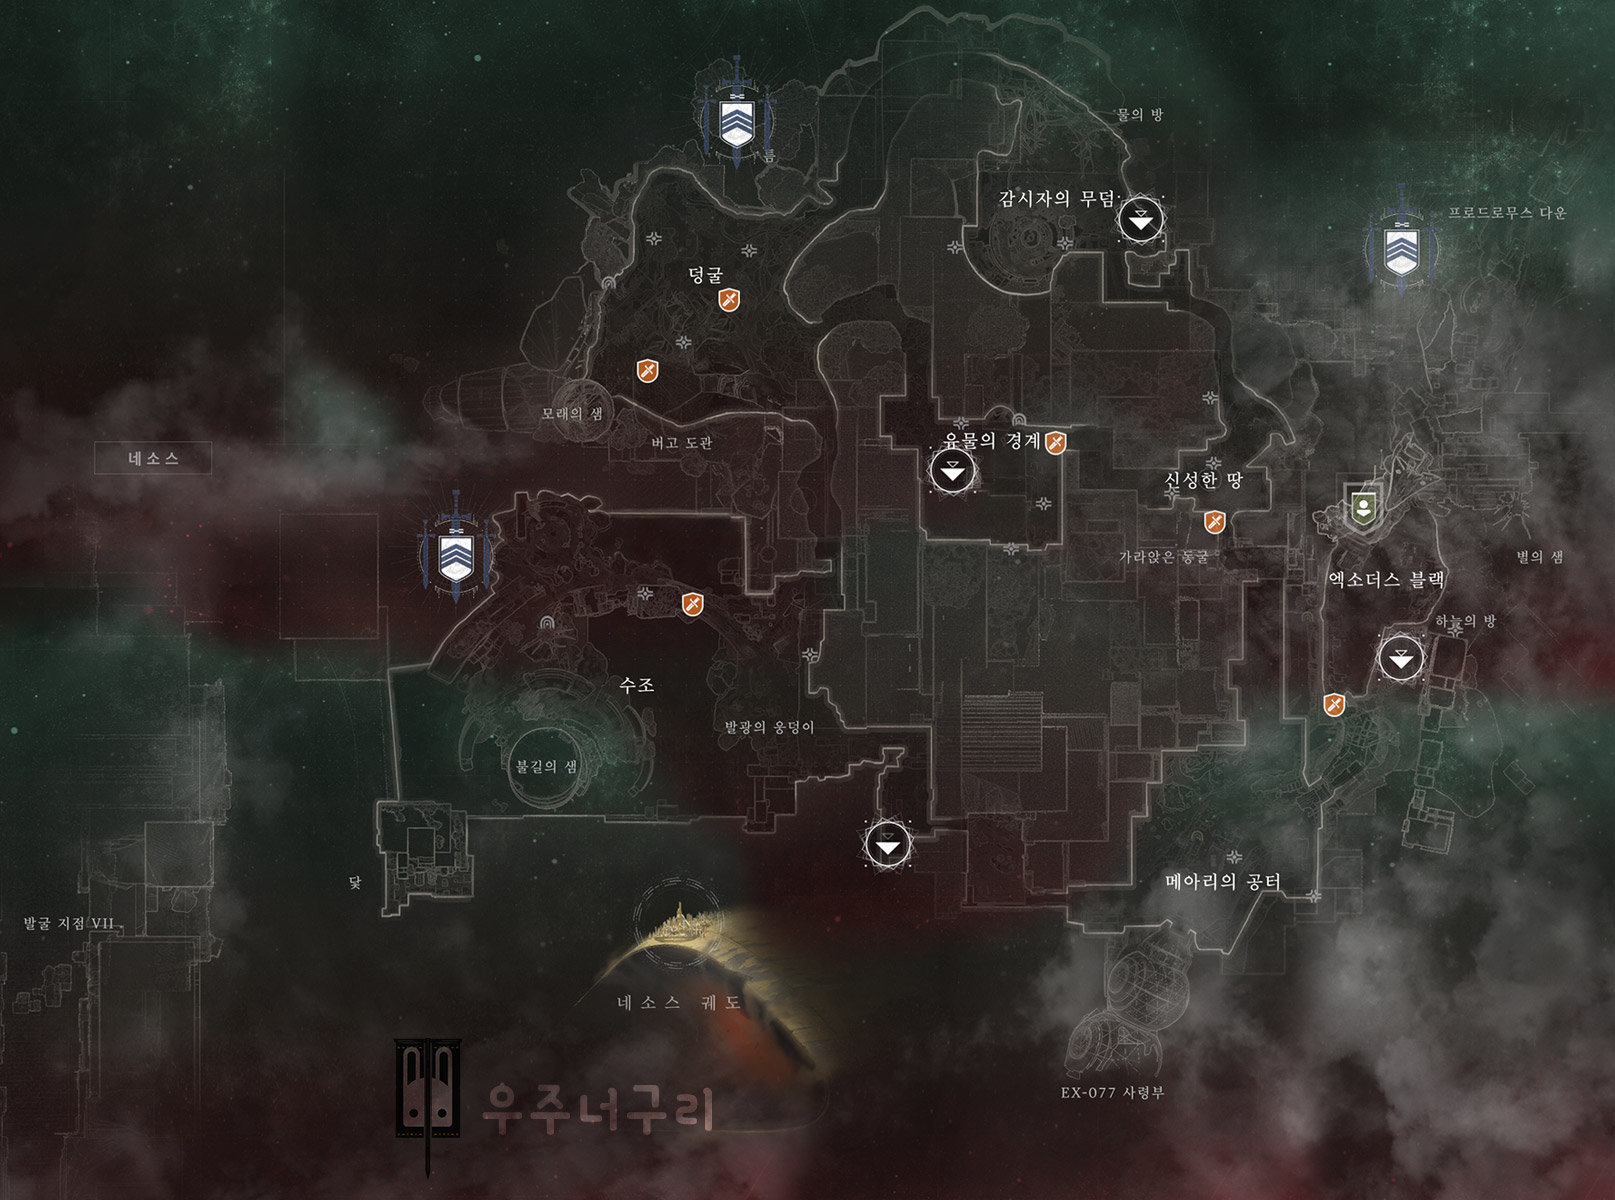 물의 방
틈
감시자의 무덤
프로드로무스 다운
덩굴
모래의 샘
버고 도관
유물의 경계
네소스
신성한 땅
가라앉은 동굴
별의 샘
엑소더스 블랙
하늘의 방
수조
발광의 웅덩이
불길의 샘
닻
메아리의 공터
발굴 지점 VII
네소스 궤도
EX-077 사령부
우주너구리